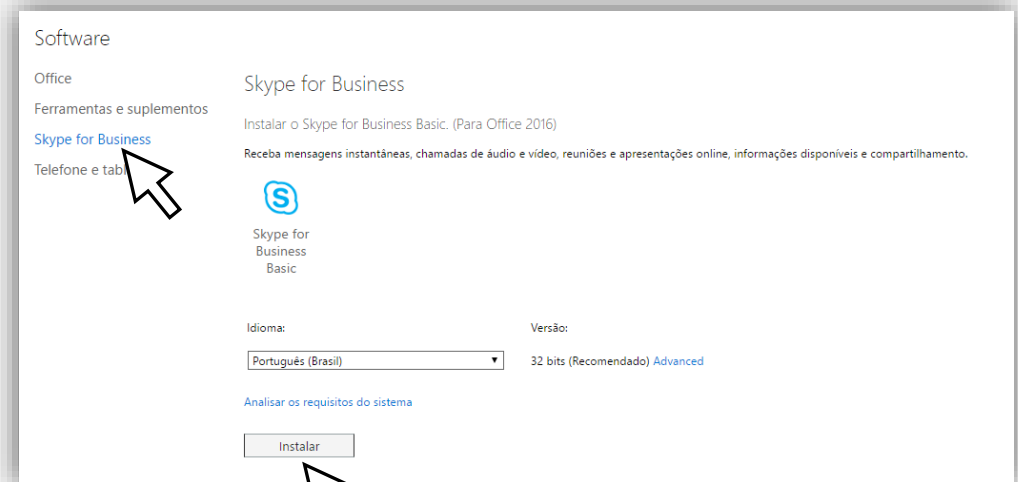 Software
Office
Ferramentas e suplementos
Skype for Business
Telefone e tabl
Skype for Business
Instalar o Skype for Business Basic. (Para Office 2016)
Receba mensagens instantâneas, chamadas de áudio e vídeo, reuniões e apresentações online, informações disponíveis e compartilhamento.
S
Skype for
Business
Basic
Idioma:
Versão:
Português (Brasil)
32 bits (Recomendado) Advanced
Analisar os requisitos do sistema
Instalar